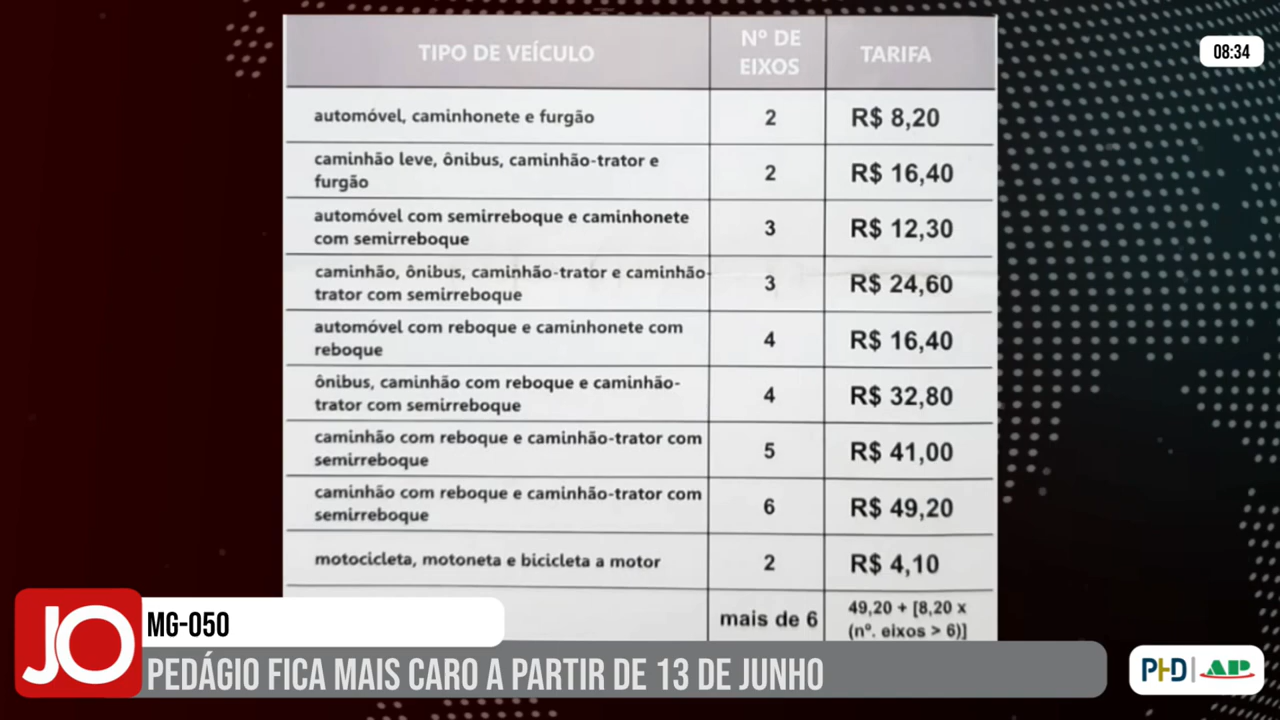 TIPO DE VEÍCULO
Nº DE
EIXOS
TARIFA
08:34
automóvel, caminhonete e furgão
2
R$ 8,20
caminhão leve, ônibus, caminhão-trator e
furgão
2
R$ 16,40
automóvel com semirreboque e caminhonete
com semirreboque
3
R$ 12,30
caminhão, ônibus, caminhão-trator e caminhão-
trator com semirreboque
3
R$ 24,60
automóvel com reboque e caminhonete com
reboque
4
R$ 16,40
ônibus, caminhão com reboque e caminhão-
trator com semirreboque
4
R$ 32,80
caminhão com reboque e caminhão-trator com
semirreboque
5
R$ 41,00
caminhão com reboque e caminhão-trator com
semirreboque
6
R$ 49,20
motocicleta, motoneta e bicicleta a motor
2
R$ 4,10
mais de 6
49,20 + [8,20 x
(nº. eixos > 6)]
JO
MG-050
PEDÁGIO FICA MAIS CARO A PARTIR DE 13 DE JUNHO
PHD | AP